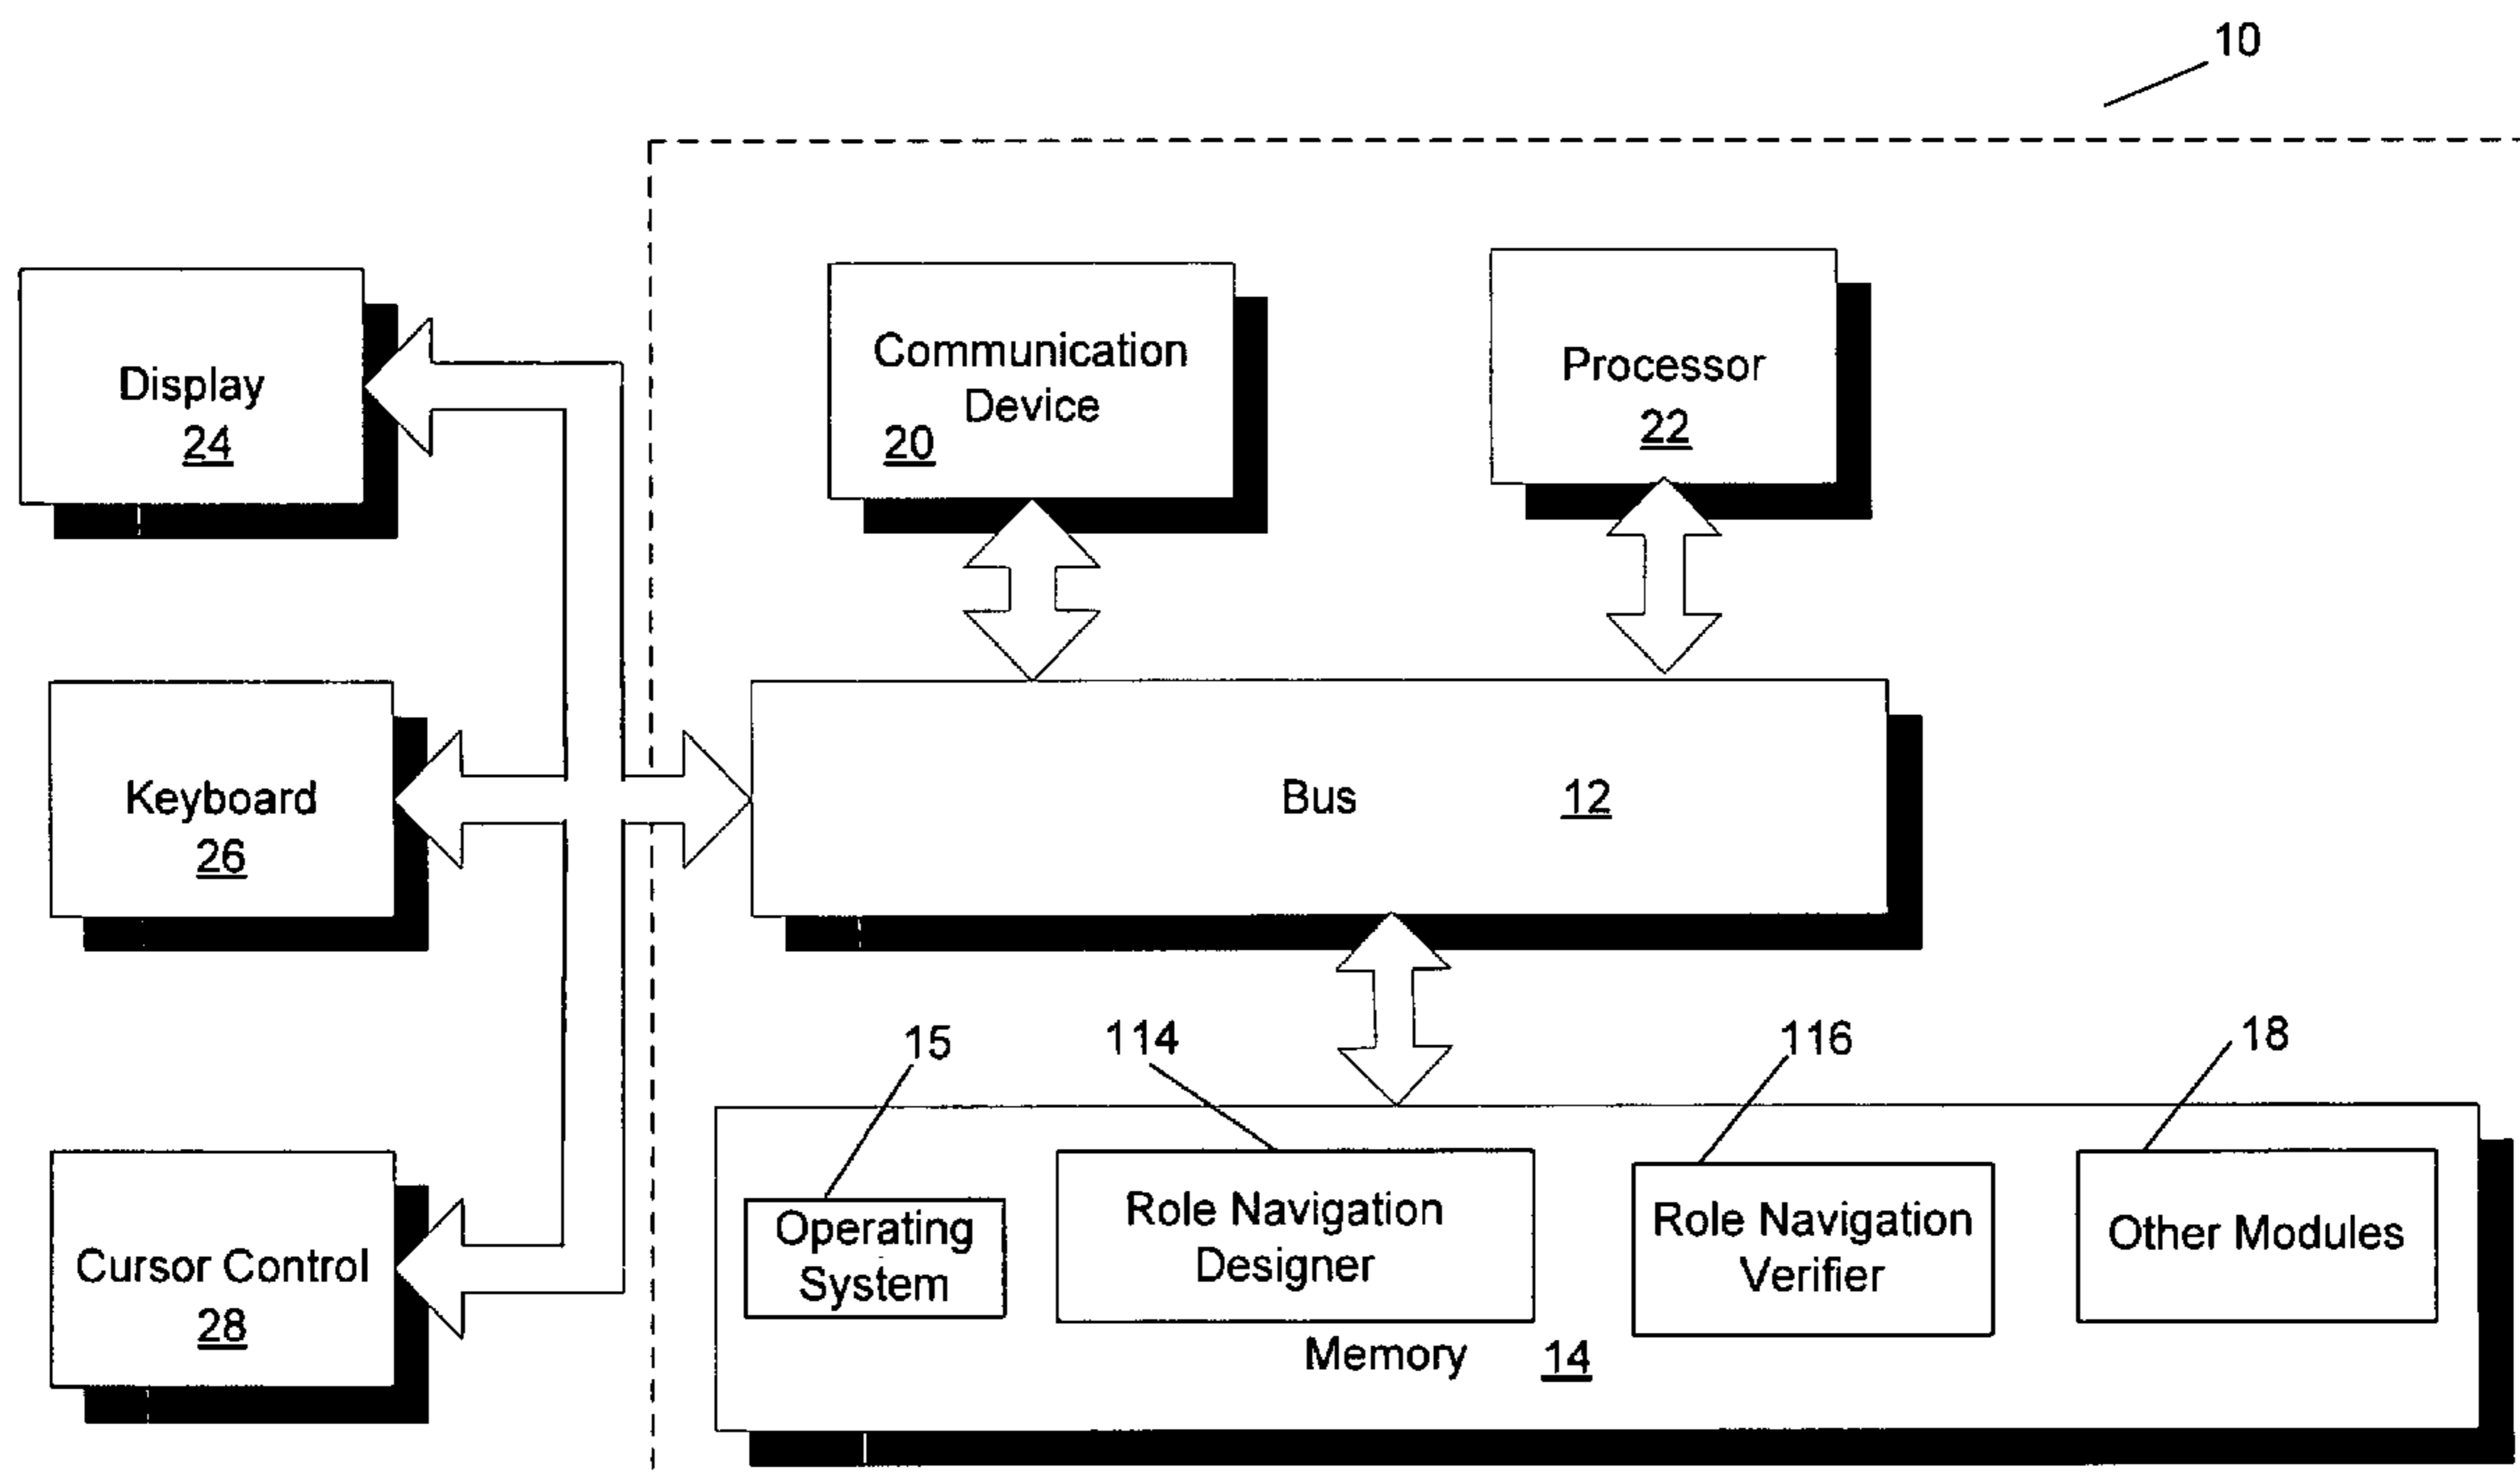 10
Display
24
Communication
Device
20
Processor
22
Keyboard
26
Bus 12
15
114
116
18
Cursor Control
28
Operating
System
Role Navigation
Designer
Role Navigation
Verifier
Other Modules
Memory 14